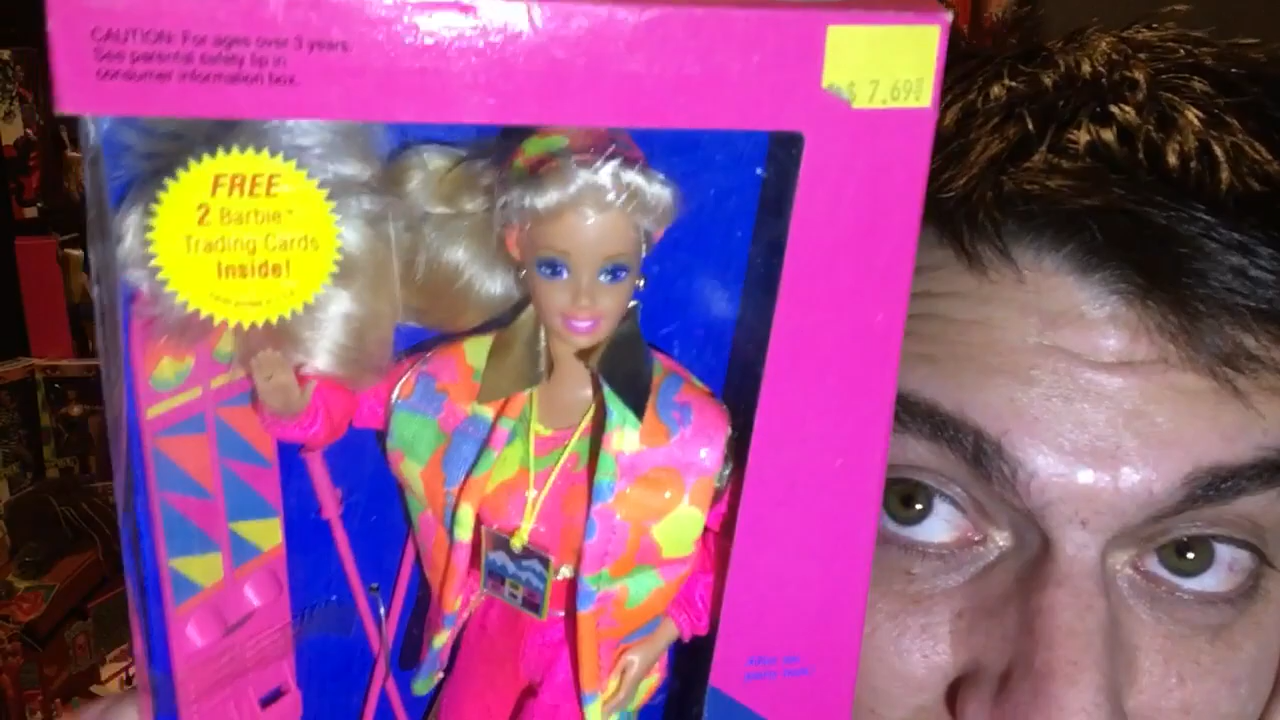 CAUTION: For ages over 3 years.
See parental safety tip in
consumer information box.
$ 7.69
FREE
2 Barbie™
Trading Cards
Inside!